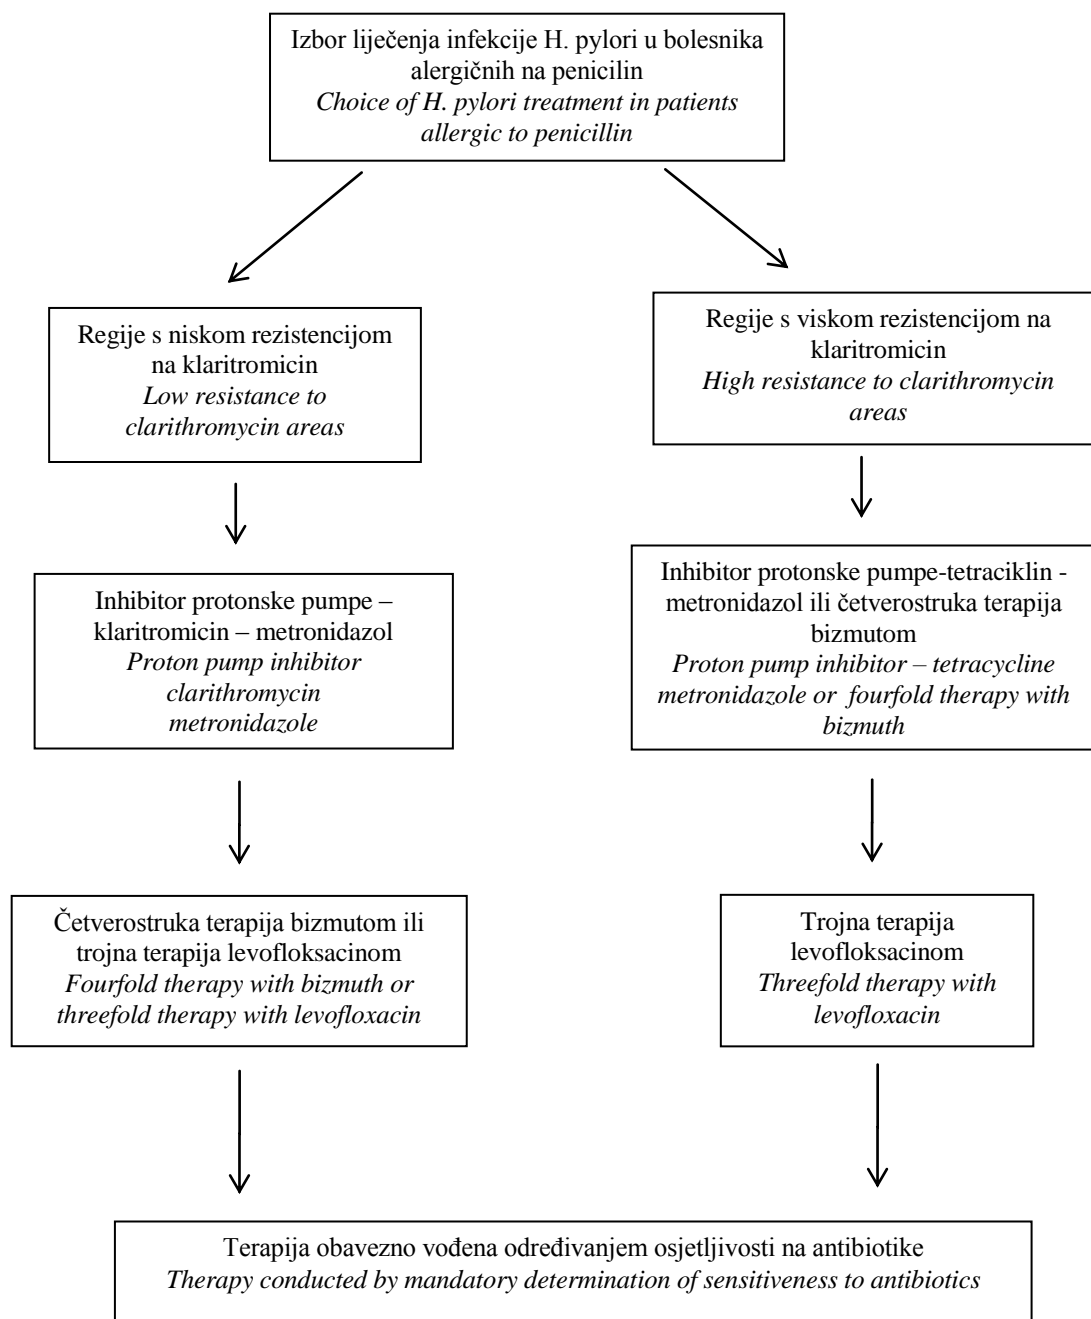 Izbor liječenja infekcije H. pylori u bolesnika
alergičnih na penicilin
Choice of H. pylori treatment in patients
allergic to penicillin
Regije s niskom rezistencijom
na klaritromicin
Low resistance to
clarithromycin areas
Regije s viskom rezistencijom na
klaritromicin
High resistance to clarithromycin
areas
Inhibitor protonske pumpe –
klaritromicin – metronidazol
Proton pump inhibitor
clarithromycin
metronidazole
Inhibitor protonske pumpe-tetraciklin -
metronidazol ili četverostruka terapija
bizmutom
Proton pump inhibitor – tetracycline
metronidazole or fourfold therapy with
bizmuth
Četverostruka terapija bizmutom ili
trojna terapija levofloksacinom
Fourfold therapy with bizmuth or
threefold therapy with levofloxacin
Trojna terapija
levofloksacinom
Threefold therapy with
levofloxacin
Terapija obavezno vođena određivanjem osjetljivosti na antibiotike
Therapy conducted by mandatory determination of sensitiveness to antibiotics